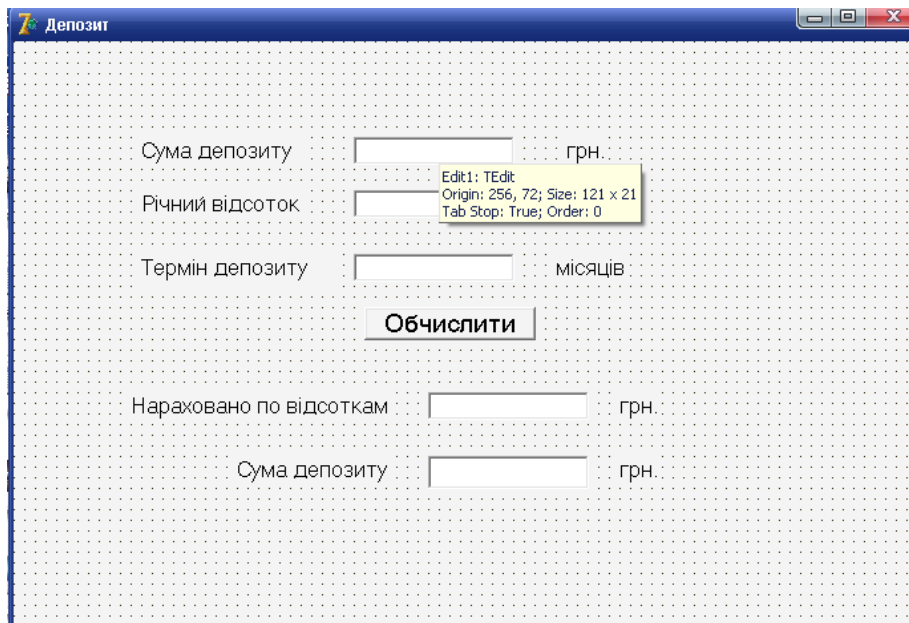 Депозит
Сума депозиту грн.
Edit1: TEdit
Origin: 256, 72; Size: 121 x 21
Tab Stop: True; Order: 0
Річний відсоток
Термін депозиту місяців
Обчислити
Нараховано по відсоткам грн.
Сума депозиту грн.